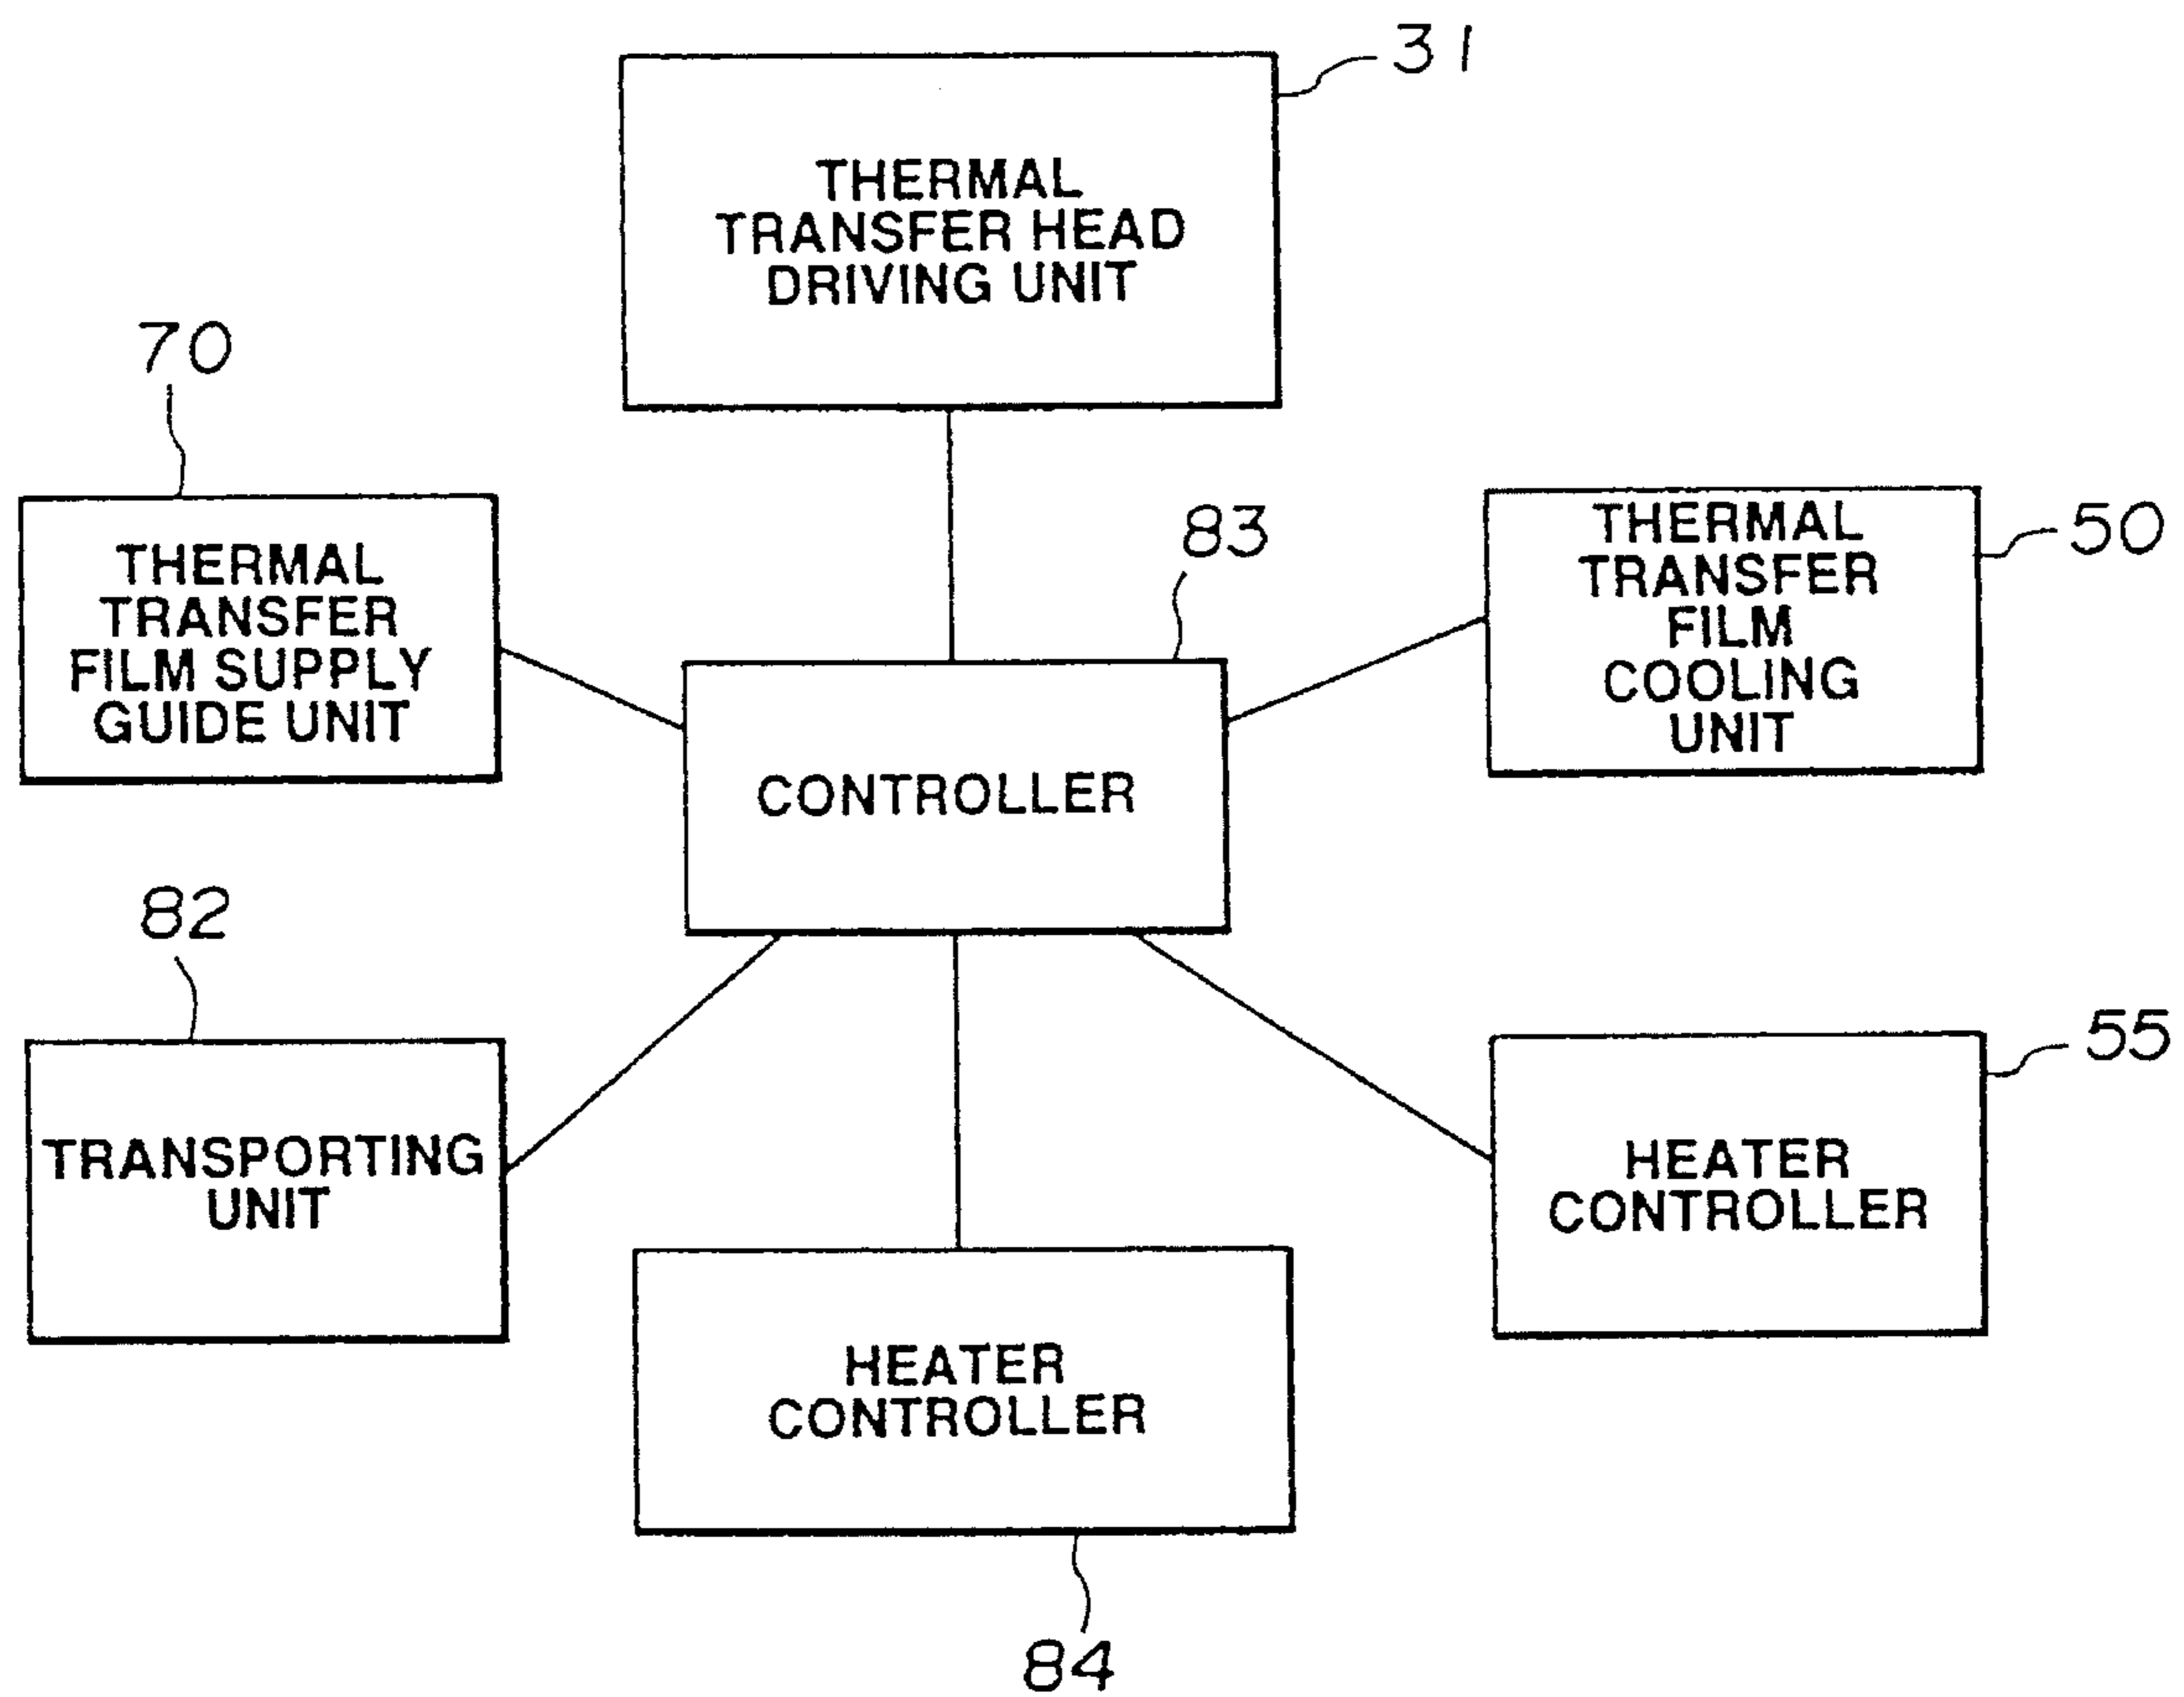 31
THERMAL
TRANSFER HEAD
DRIVING UNIT
70
THERMAL
TRANSFER
FILM SUPPLY
GUIDE UNIT
83
CONTROLLER
50
THERMAL
TRANSFER
FILM
COOLING
UNIT
82
TRANSPORTING
UNIT
55
HEATER
CONTROLLER
HEATER
CONTROLLER
84